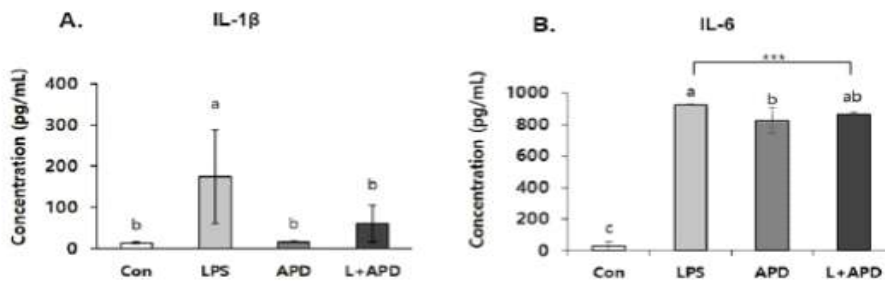 A.
IL-1β
Concentration (pg/mL)
400
300
200
100
0
b
a
b
b
Con
LPS
APD
L+APD
B.
IL-6
Concentration (pg/mL)
1000
800
600
400
200
0
***
c
a
b
ab
Con
LPS
APD
L+APD